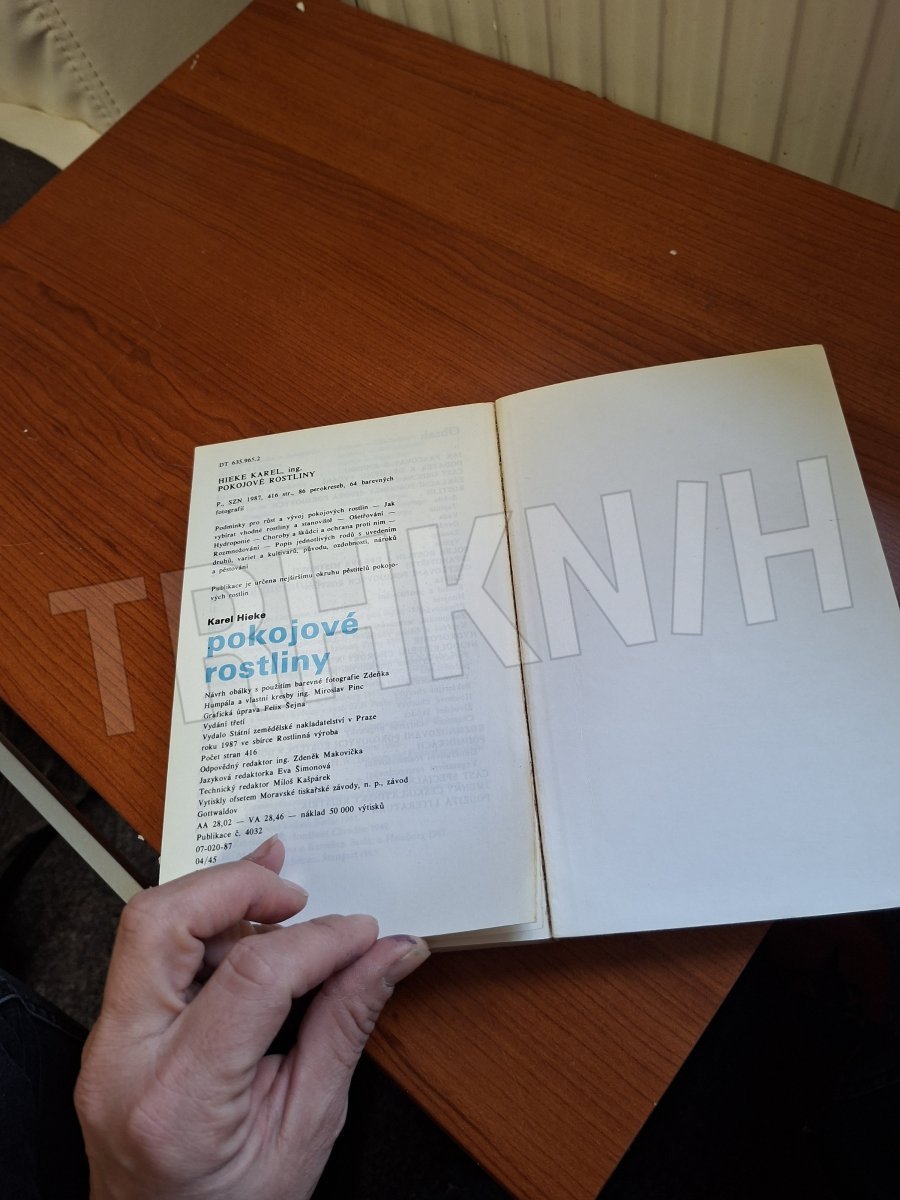 DT 635.965.2
HIEKE KAREL, ing.
POKOJOVÉ ROSTLINY
P., SZN 1987, 416 str., 86 perokreseb, 64 barevných
fotografií
Podmínky pro růst a vývoj pokojových rostlin — Jak
vybírat vhodné rostliny a stanoviště — Ošetřování —
Hydroponie — Choroby a škůdci a ochrana proti nim —
Rozmnožování — Popis jednotlivých rodů s uvedením
druhů, variet a kultivarů, původu, ozdobnosti, nároků
a pěstování
Publikace je určena nejširšímu okruhu pěstitelů pokojo-
vých rostlin
Karel Hieke
pokojové
rostliny
Návrh obálky s použitím barevné fotografie Zdeňka
Humpála a vlastní kresby ing. Miroslav Pinc
Grafická úprava Felix Šejna
Vydání třetí
Vydalo Státní zemědělské nakladatelství v Praze
roku 1987 ve sbírce Rostlinná výroba
Počet stran 416
Odpovědný redaktor ing. Zdeněk Makovička
Jazyková redaktorka Eva Šimonová
Technický redaktor Miloš Kašpárek
Vytiskly ofsetem Moravské tiskařské závody, n. p., závod
Gottwaldov
AA 28,02 — VA 28,46 — náklad 50 000 výtisků
Publikace č. 4032
07-020-87
04/45
TRHKNIH